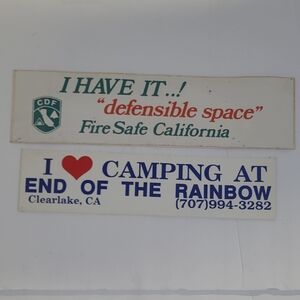 I HAVE IT..!
CDF
"defensible space"
Fire Safe California
I ❤ CAMPING AT
END OF THE RAINBOW
Clearlake, CA (707)994-3282